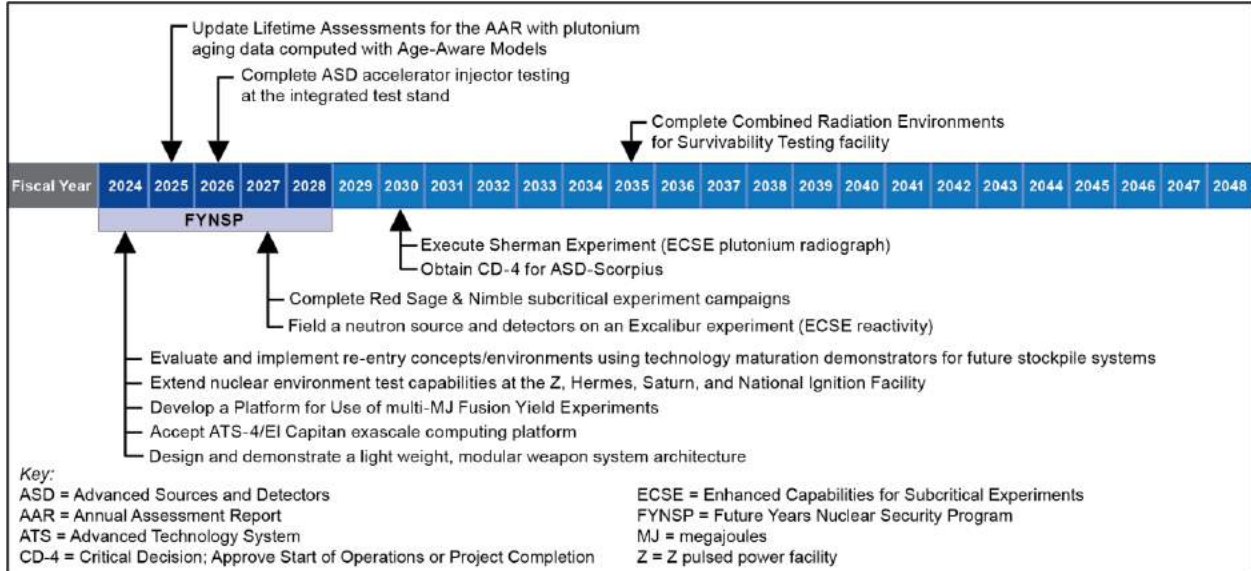 Update Lifetime Assessments for the AAR with plutonium
aging data computed with Age-Aware Models
Complete ASD accelerator injector testing
at the integrated test stand
Complete Combined Radiation Environments
for Survivability Testing facility
Fiscal Year 2024 2025 2026 2027 2028 2029 2030 2031 2032 2033 2034 2035 2036 2037 2038 2039 2040 2041 2042 2043 2044 2045 2046 2047 2048
FYNSP
Execute Sherman Experiment (ECSE plutonium radiograph)
Obtain CD-4 for ASD-Scorpius
Complete Red Sage & Nimble subcritical experiment campaigns
Field a neutron source and detectors on an Excalibur experiment (ECSE reactivity)
Evaluate and implement re-entry concepts/environments using technology maturation demonstrators for future stockpile systems
Extend nuclear environment test capabilities at the Z, Hermes, Saturn, and National Ignition Facility
Develop a Platform for Use of multi-MJ Fusion Yield Experiments
Accept ATS-4/El Capitan exascale computing platform
Design and demonstrate a light weight, modular weapon system architecture
Key:
ASD = Advanced Sources and Detectors
AAR = Annual Assessment Report
ATS = Advanced Technology System
CD-4 = Critical Decision; Approve Start of Operations or Project Completion
ECSE = Enhanced Capabilities for Subcritical Experiments
FYNSP = Future Years Nuclear Security Program
MJ = megajoules
Z = Z pulsed power facility